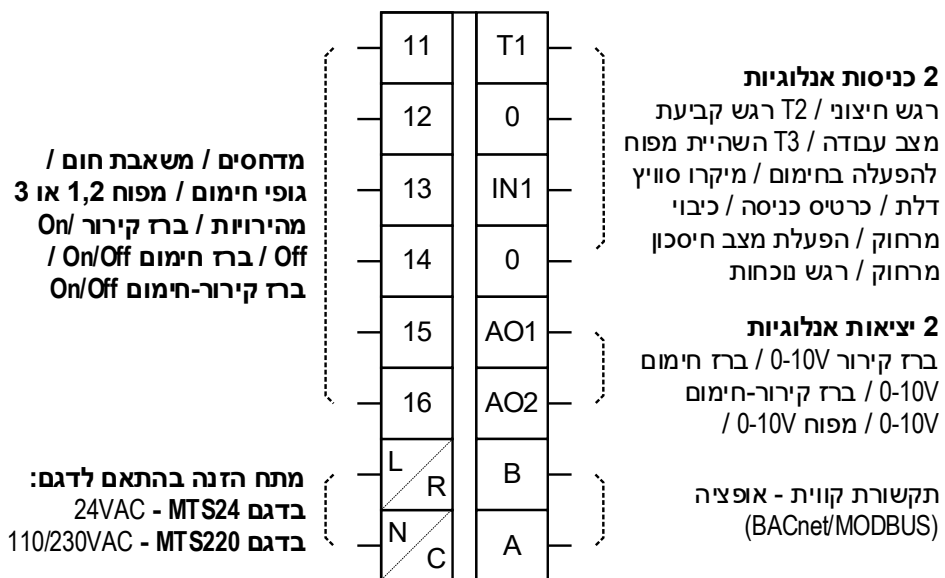 11
12
13
14
15
16
L
R
N
C
T1
0
IN1
0
AO1
AO2
B
A
2 כניסות אנלוגיות
רגש חיצוני / T2 רגש קביעת
מצב עבודה / T3 השהיית מפוח
להפעלה בחימום / מיקרו סוויץ
דלת / כרטיס כניסה / כיבוי
מרחוק / הפעלת מצב חיסכון
מרחוק / רגש נוכחות
2 יציאות אנלוגיות
ברז קירור 0-10V / ברז חימום
0-10V / ברז קירור-חימום
0-10V / מפוח 0-10V /
תקשורת קווית - אופציה
(BACnet/MODBUS)
מדחסים / משאבת חום /
גופי חימום / מפוח 1,2 או 3
מהירויות / ברז קירור On/
Off / ברז חימום On/Off /
ברז קירור-חימום On/Off
מתח הזנה בהתאם לדגם:
בדגם MTS24 - 24VAC
בדגם MTS220 - 110/230VAC